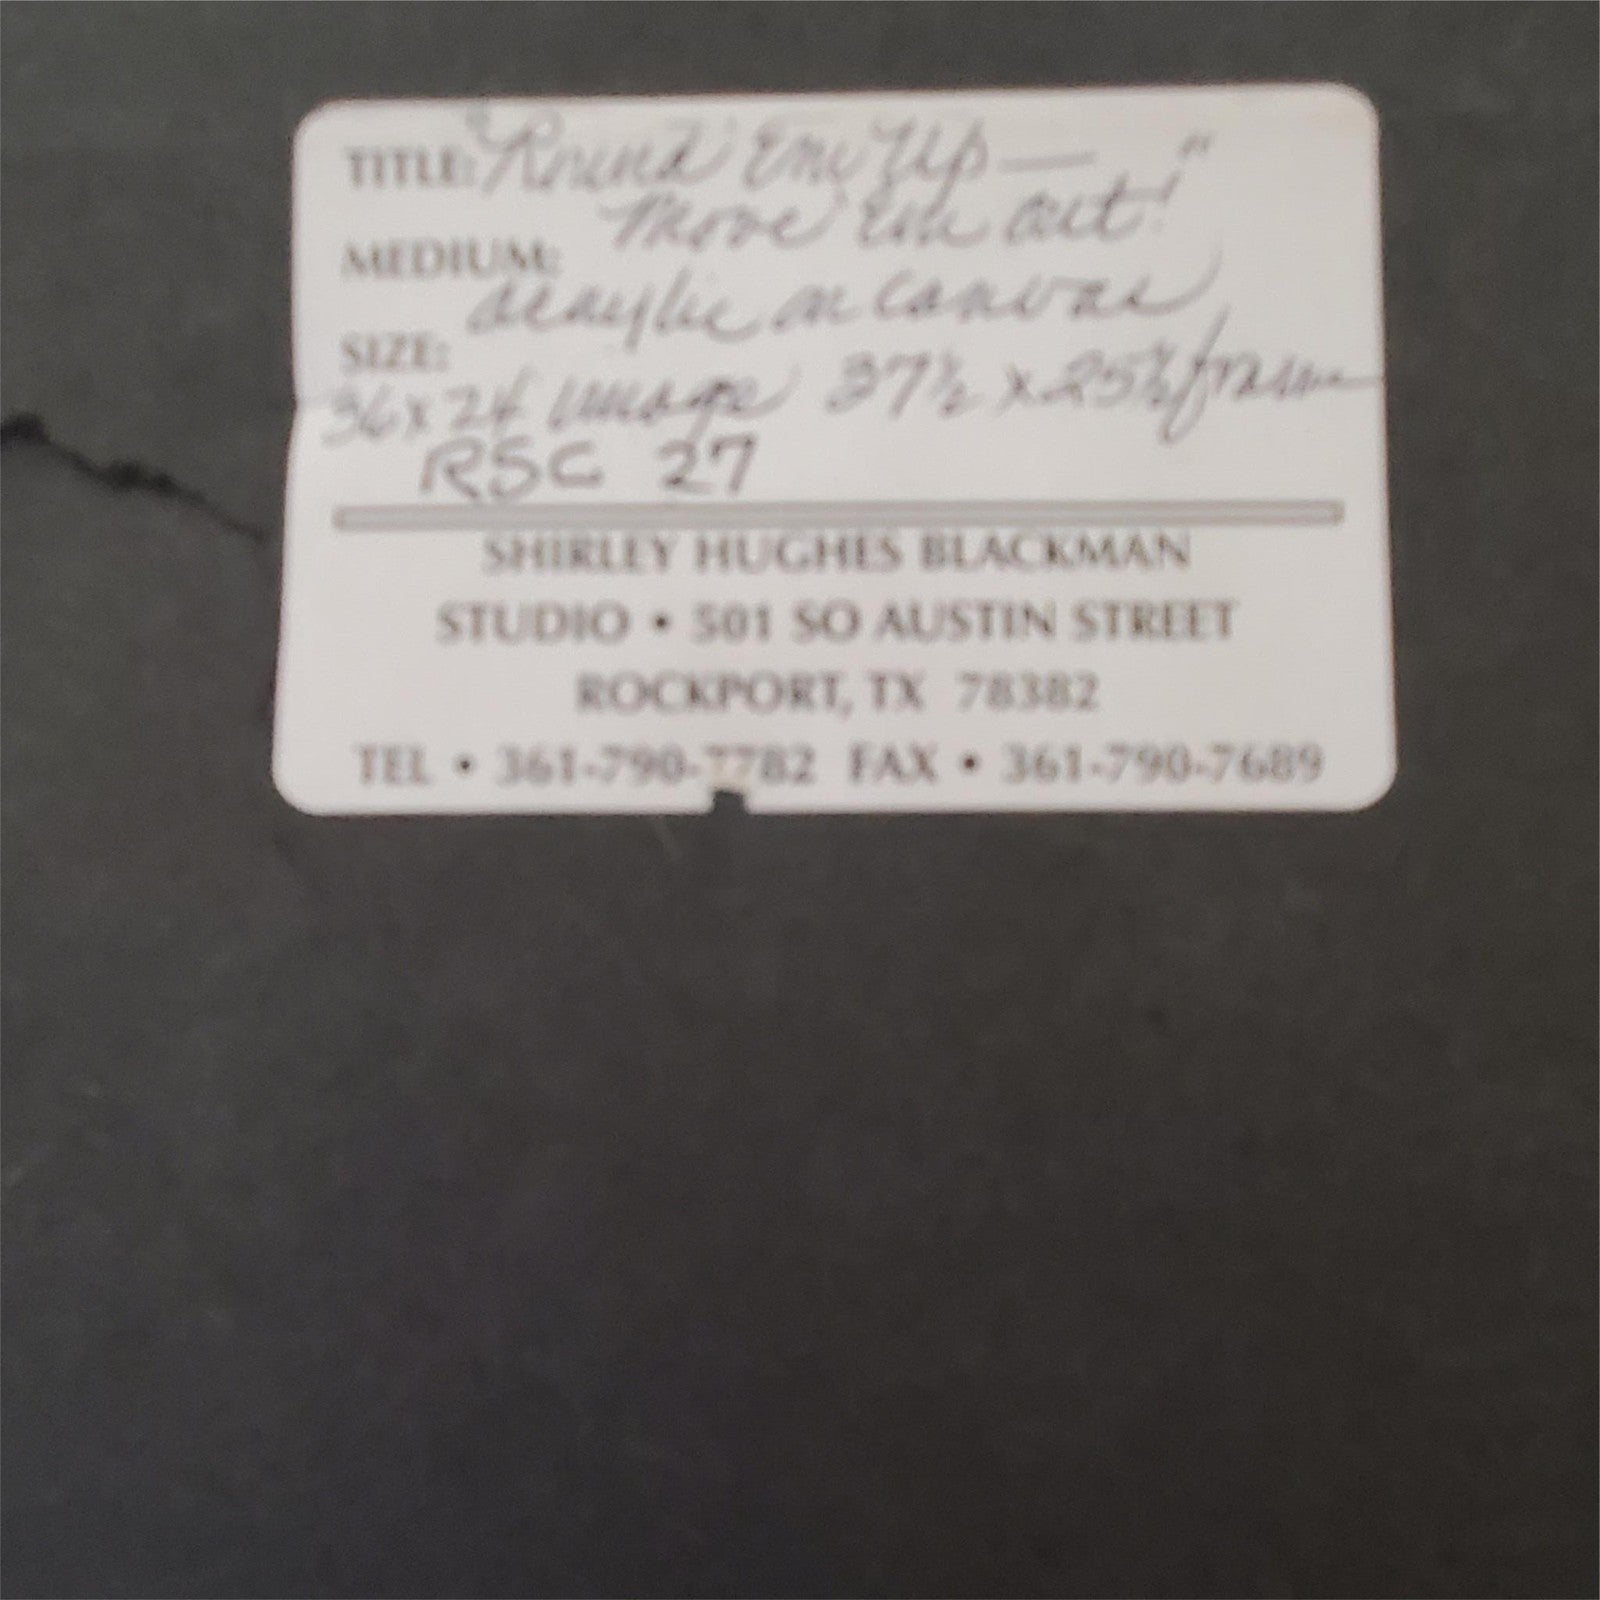 TITLE: "Round 'Em Up —
Move 'Em Out!"
MEDIUM:
acrylic on canvas
SIZE:
36 x 24 image 37½ x 25½ frame
RSC 27
SHIRLEY HUGHES BLACKMAN
STUDIO • 501 SO AUSTIN STREET
ROCKPORT, TX 78382
TEL • 361-790-7782 FAX • 361-790-7689